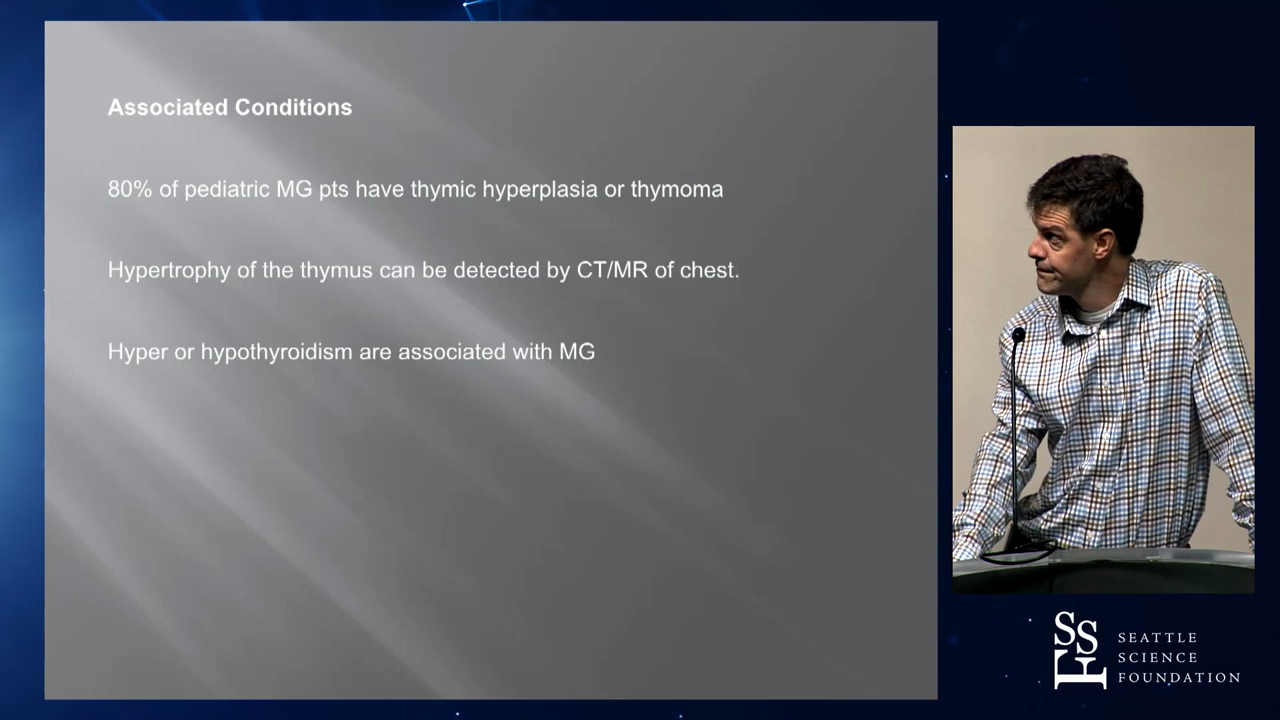 Associated Conditions
80% of pediatric MG pts have thymic hyperplasia or thymoma
Hypertrophy of the thymus can be detected by CT/MR of chest.
Hyper or hypothyroidism are associated with MG
SSF
SEATTLE
SCIENCE
FOUNDATION